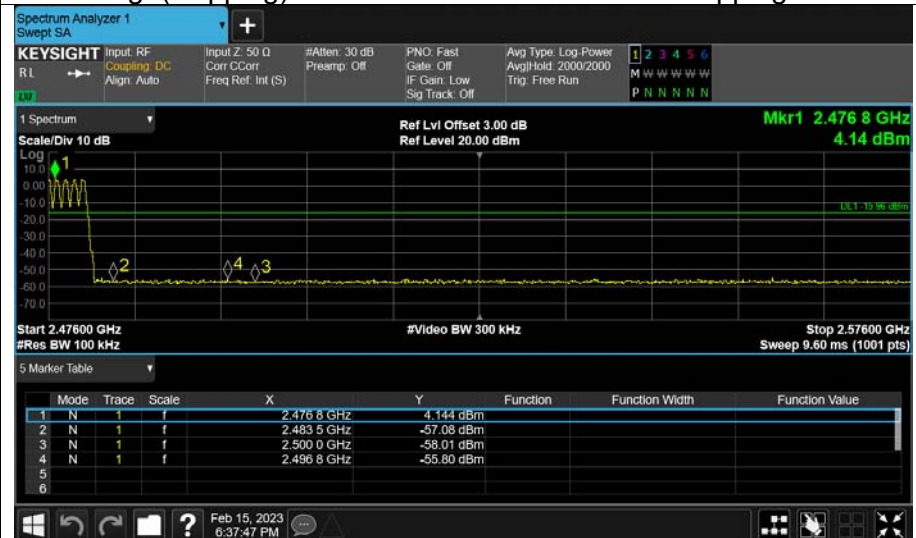 Spectrum Analyzer 1
Swept SA
+
KEYSIGHT Input: RF Input Z: 50 Ω #Atten: 30 dB PNO: Fast Avg Type: Log-Power 1 2 3 4 5 6
RL Coupling: DC Corr CCorr Preamp: Off Gate: Off Avg|Hold: 2000/2000 M W W W W W
Align: Auto Freq Ref: Int (S) IF Gain: Low Trig: Free Run
Sig Track: Off P N N N N N
LXI
1 Spectrum Ref Lvl Offset 3.00 dB Mkr1 2.476 8 GHz
Scale/Div 10 dB Ref Level 20.00 dBm 4.14 dBm
Log
10.0
0.00
-10.0
-20.0
-30.0
-40.0
-50.0
-60.0
-70.0
1
DL1 -15.96 dBm
2 4 3
Start 2.47600 GHz #Video BW 300 kHz Stop 2.57600 GHz
#Res BW 100 kHz Sweep 9.60 ms (1001 pts)
5 Marker Table
Mode Trace Scale X Y Function Function Width Function Value
1 N 1 f 2.476 8 GHz 4.144 dBm
2 N 1 f 2.483 5 GHz -57.08 dBm
3 N 1 f 2.500 0 GHz -58.01 dBm
4 N 1 f 2.496 8 GHz -55.80 dBm
5
6
? Feb 15, 2023
6:37:47 PM